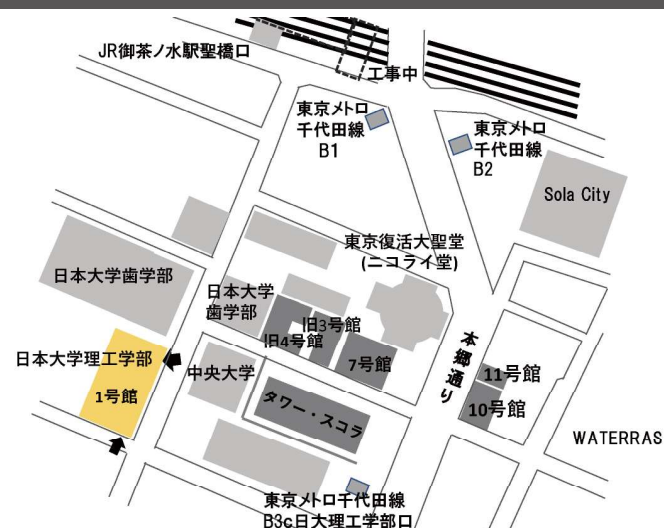 JR御茶ノ水駅聖橋口
工事中
東京メトロ
千代田線
B1
東京メトロ
千代田線
B2
Sola City
東京復活大聖堂
(ニコライ堂)
日本大学歯学部
日本大学
歯学部
旧3号館
旧4号館
7号館
本郷通り
日本大学理工学部
1号館
中央大学
タワー・スコラ
11号館
10号館
WATERRAS
東京メトロ千代田線
B3c日大理工学部口